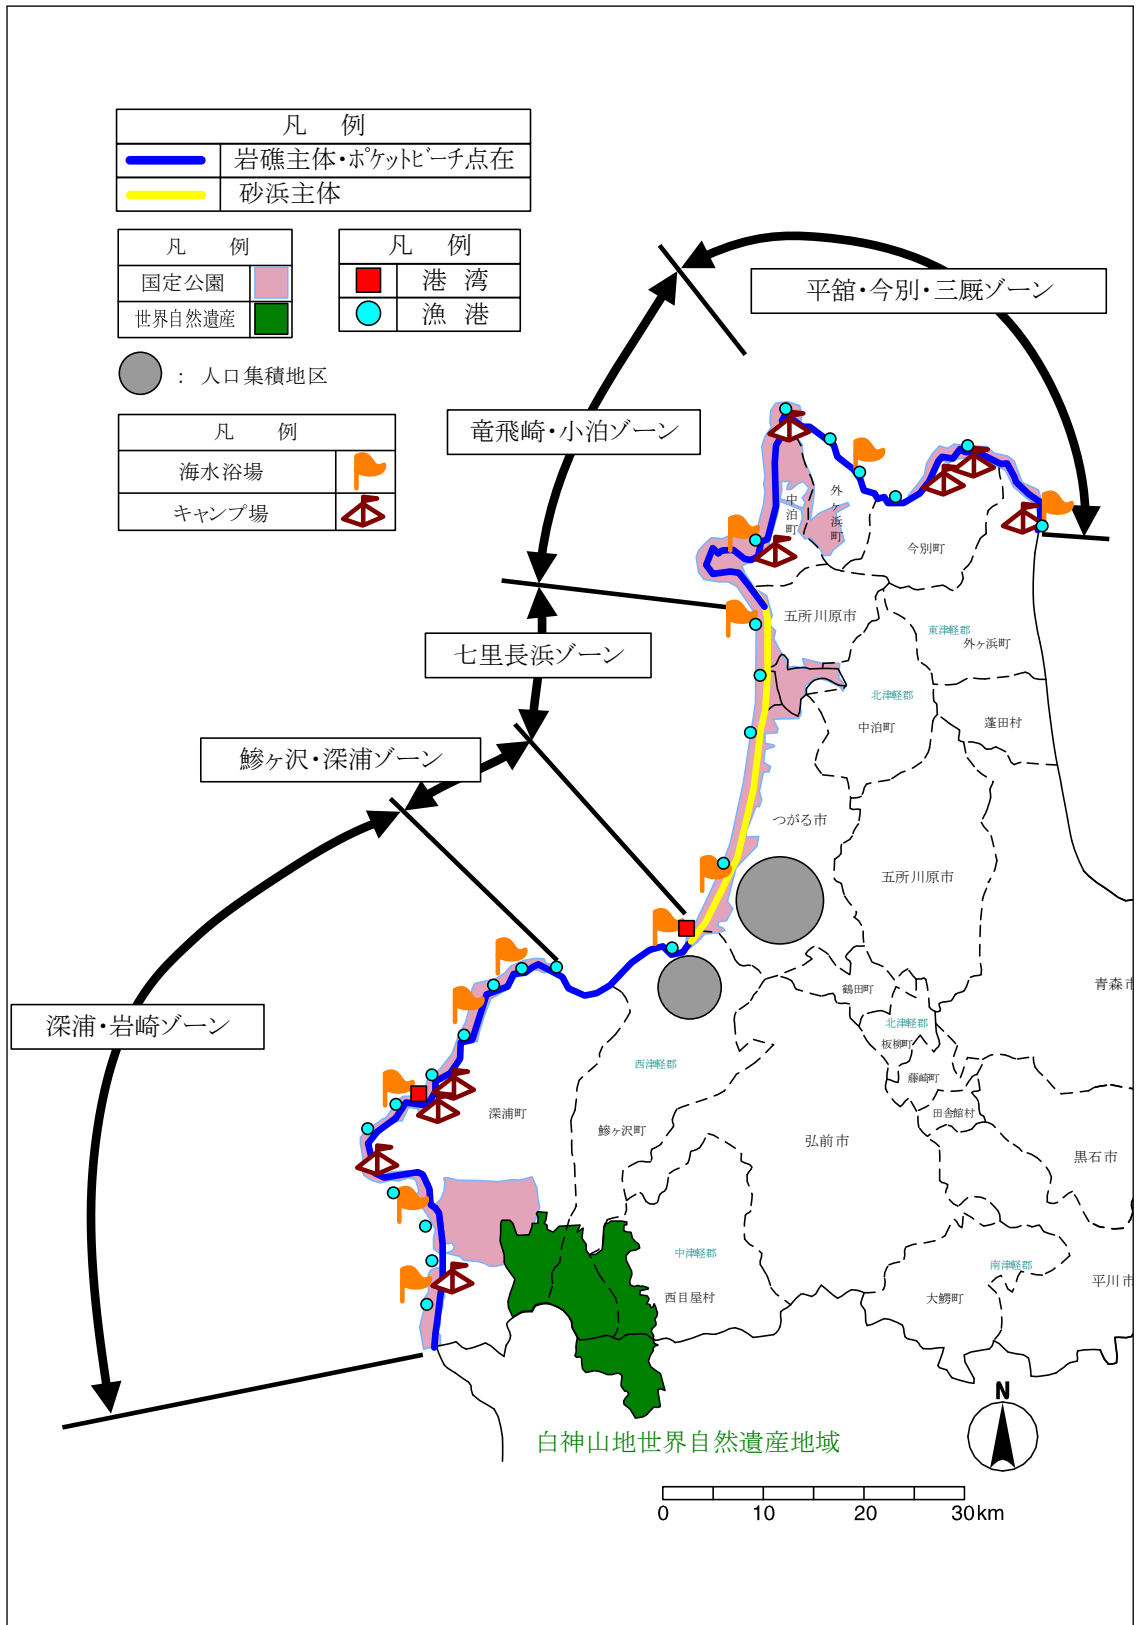 凡　例
岩礁主体・ポケットビーチ点在
砂浜主体
凡　例
国定公園
世界自然遺産
凡　例
港 湾
漁 港
： 人口集積地区
凡　例
海水浴場
キャンプ場
平舘・今別・三厩ゾーン
竜飛崎・小泊ゾーン
七里長浜ゾーン
鰺ヶ沢・深浦ゾーン
深浦・岩崎ゾーン
中泊町
外ヶ浜町
今別町
五所川原市
東津軽郡
外ヶ浜町
北津軽郡
中泊町
蓬田村
つがる市
五所川原市
青森市
鶴田町
北津軽郡
板柳町
藤崎町
田舎館村
西津軽郡
深浦町
鰺ヶ沢町
弘前市
黒石市
中津軽郡
西目屋村
南津軽郡
大鰐町
平川市
白神山地世界自然遺産地域
N
0 10 20 30km